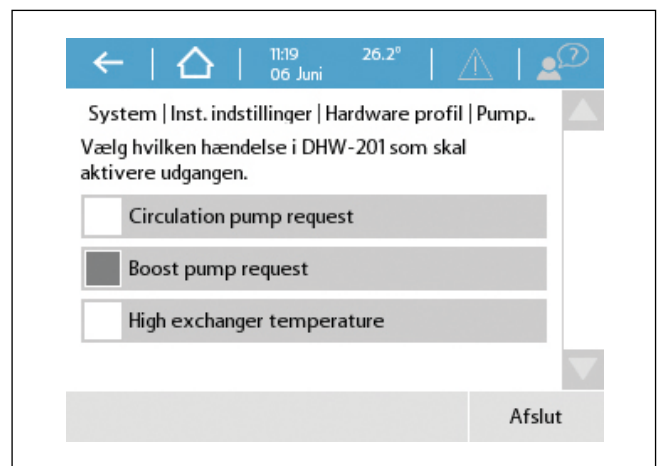 11:19 26.2°
06 Juni
?
System | Inst. indstillinger | Hardware profil | Pump..
Vælg hvilken hændelse i DHW-201 som skal
aktivere udgangen.
Circulation pump request
Boost pump request
High exchanger temperature
Afslut